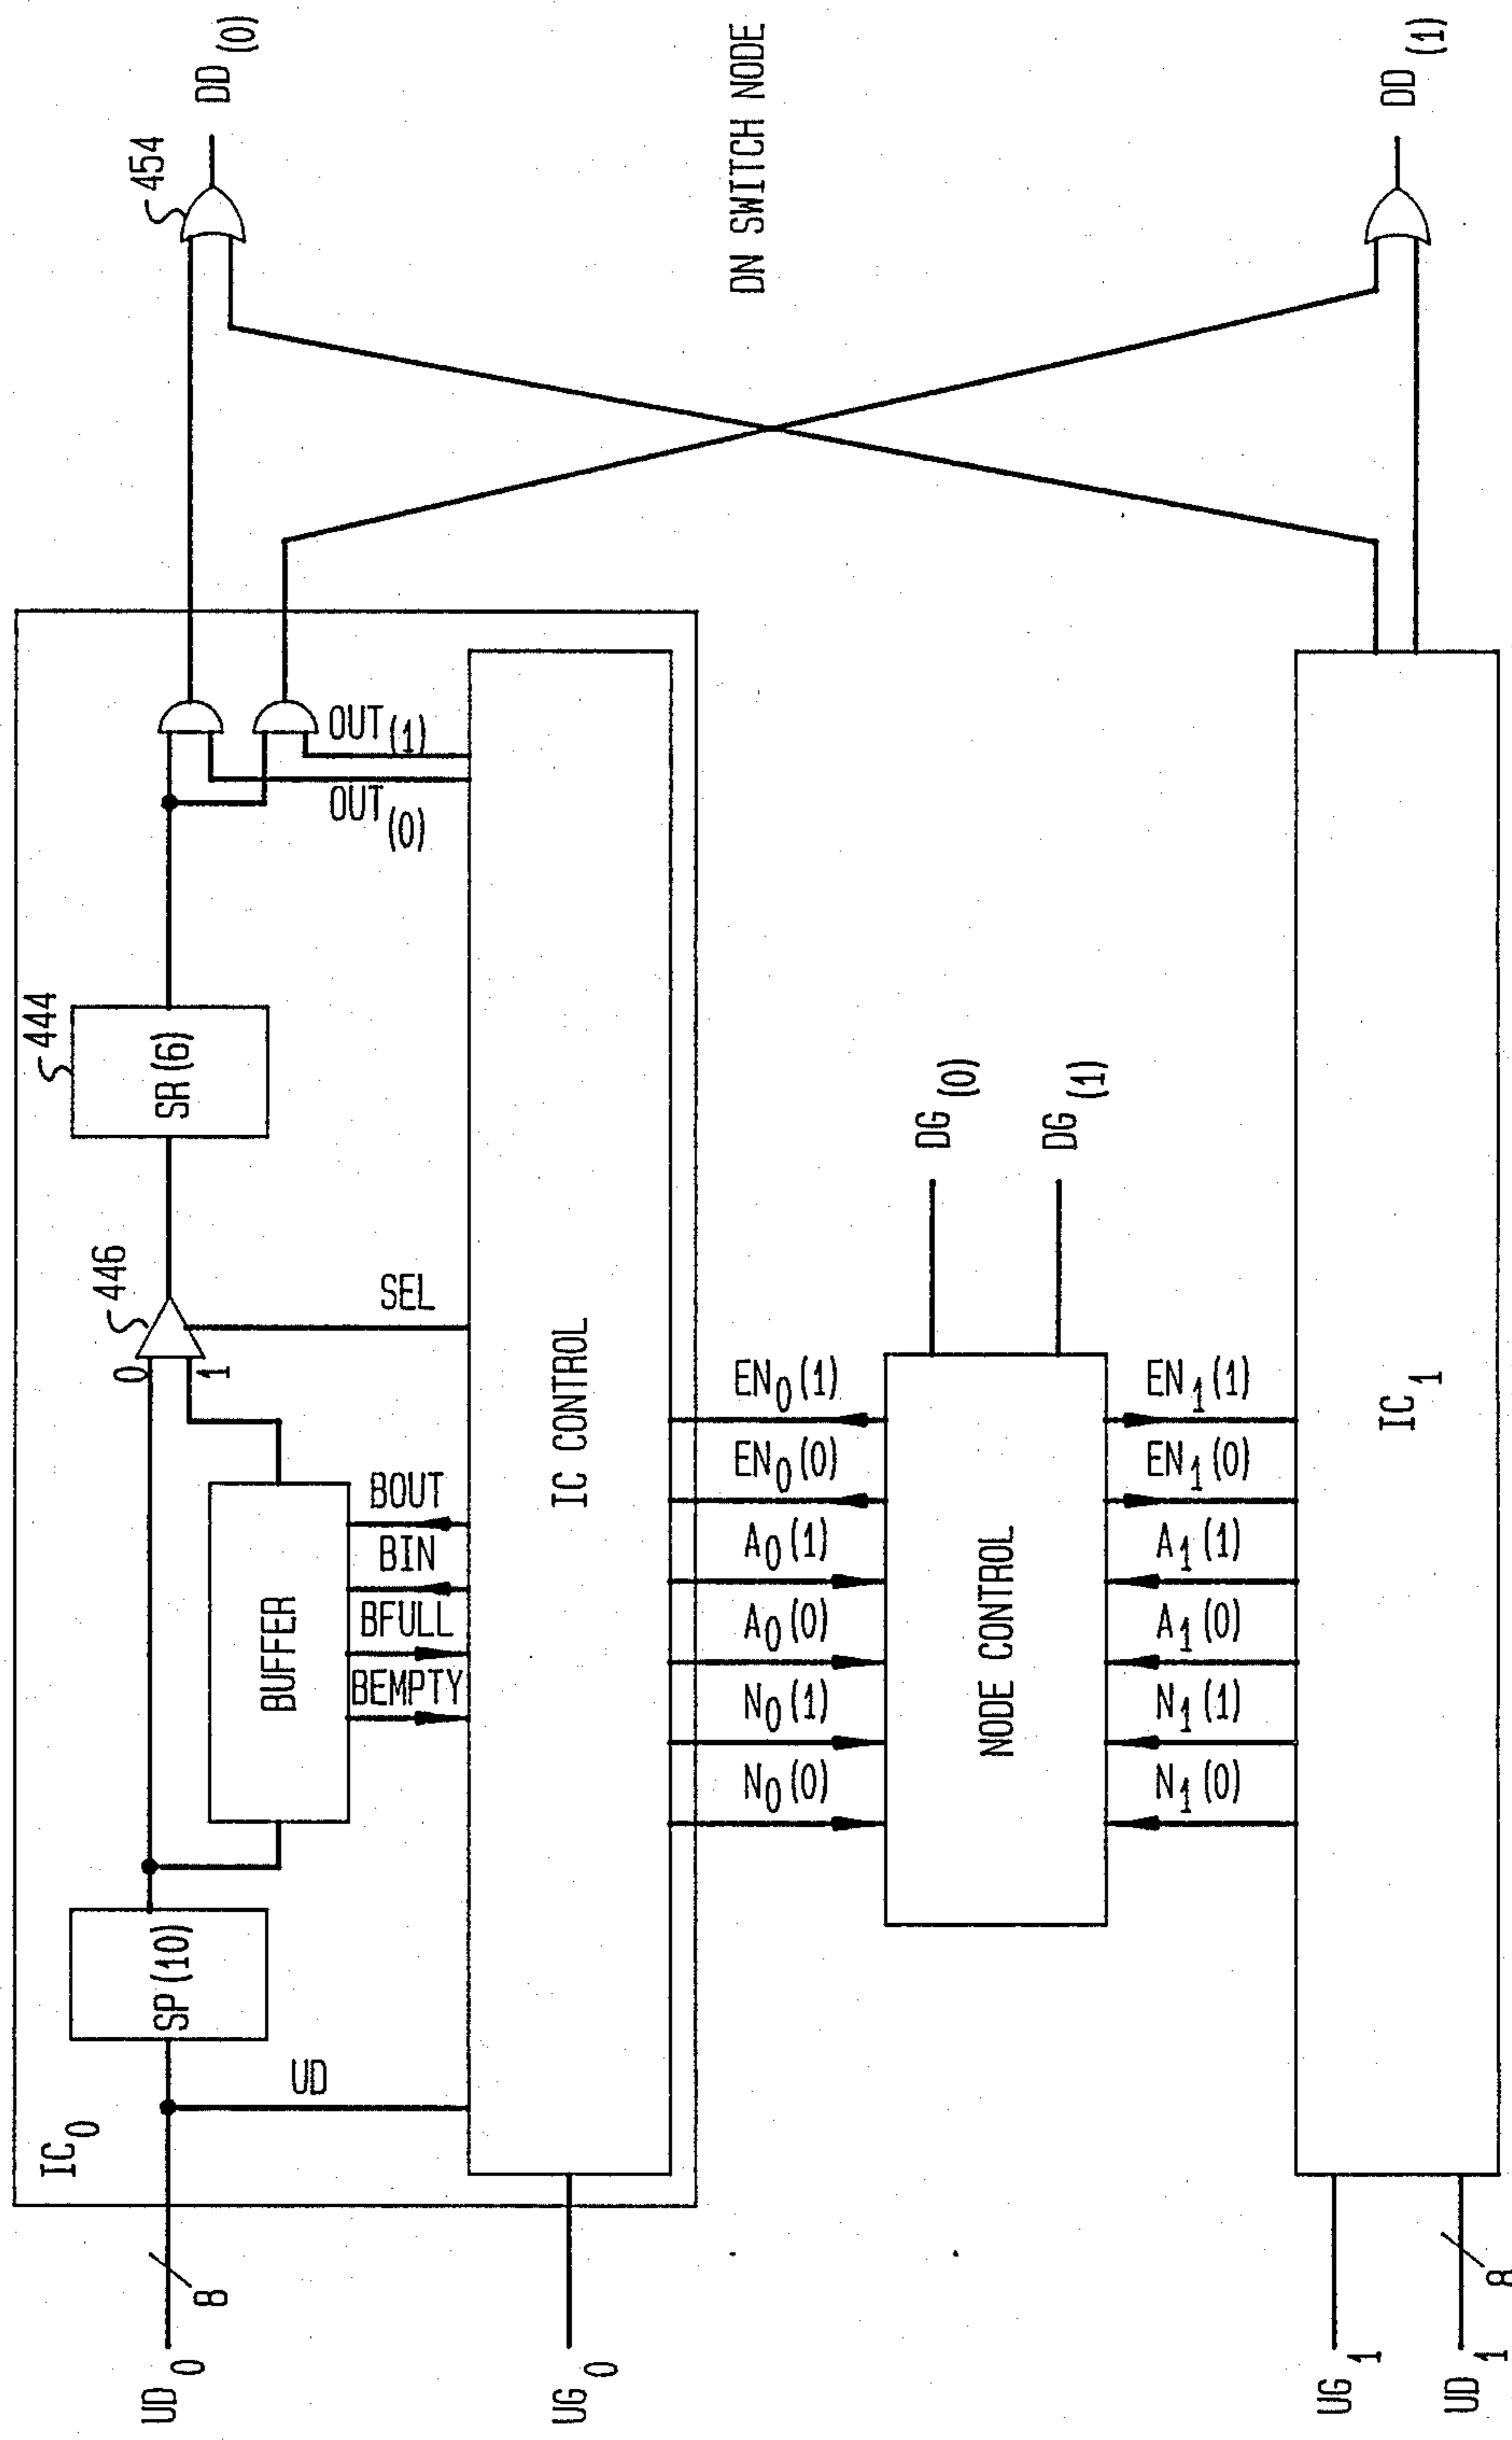 IC0
UD0
8
SP(10)
UD
BUFFER
BEMPTY
BFULL
BIN
BOUT
0
1
446
SEL
SR(6)
444
OUT(0)
OUT(1)
454
DD(0)
UG0
IC CONTROL
N0(0)
N0(1)
A0(0)
A0(1)
EN0(0)
EN0(1)
DN SWITCH NODE
NODE CONTROL
DG(0)
DG(1)
N1(0)
N1(1)
A1(0)
A1(1)
EN1(0)
EN1(1)
UG1
UD1
8
IC1
DD(1)